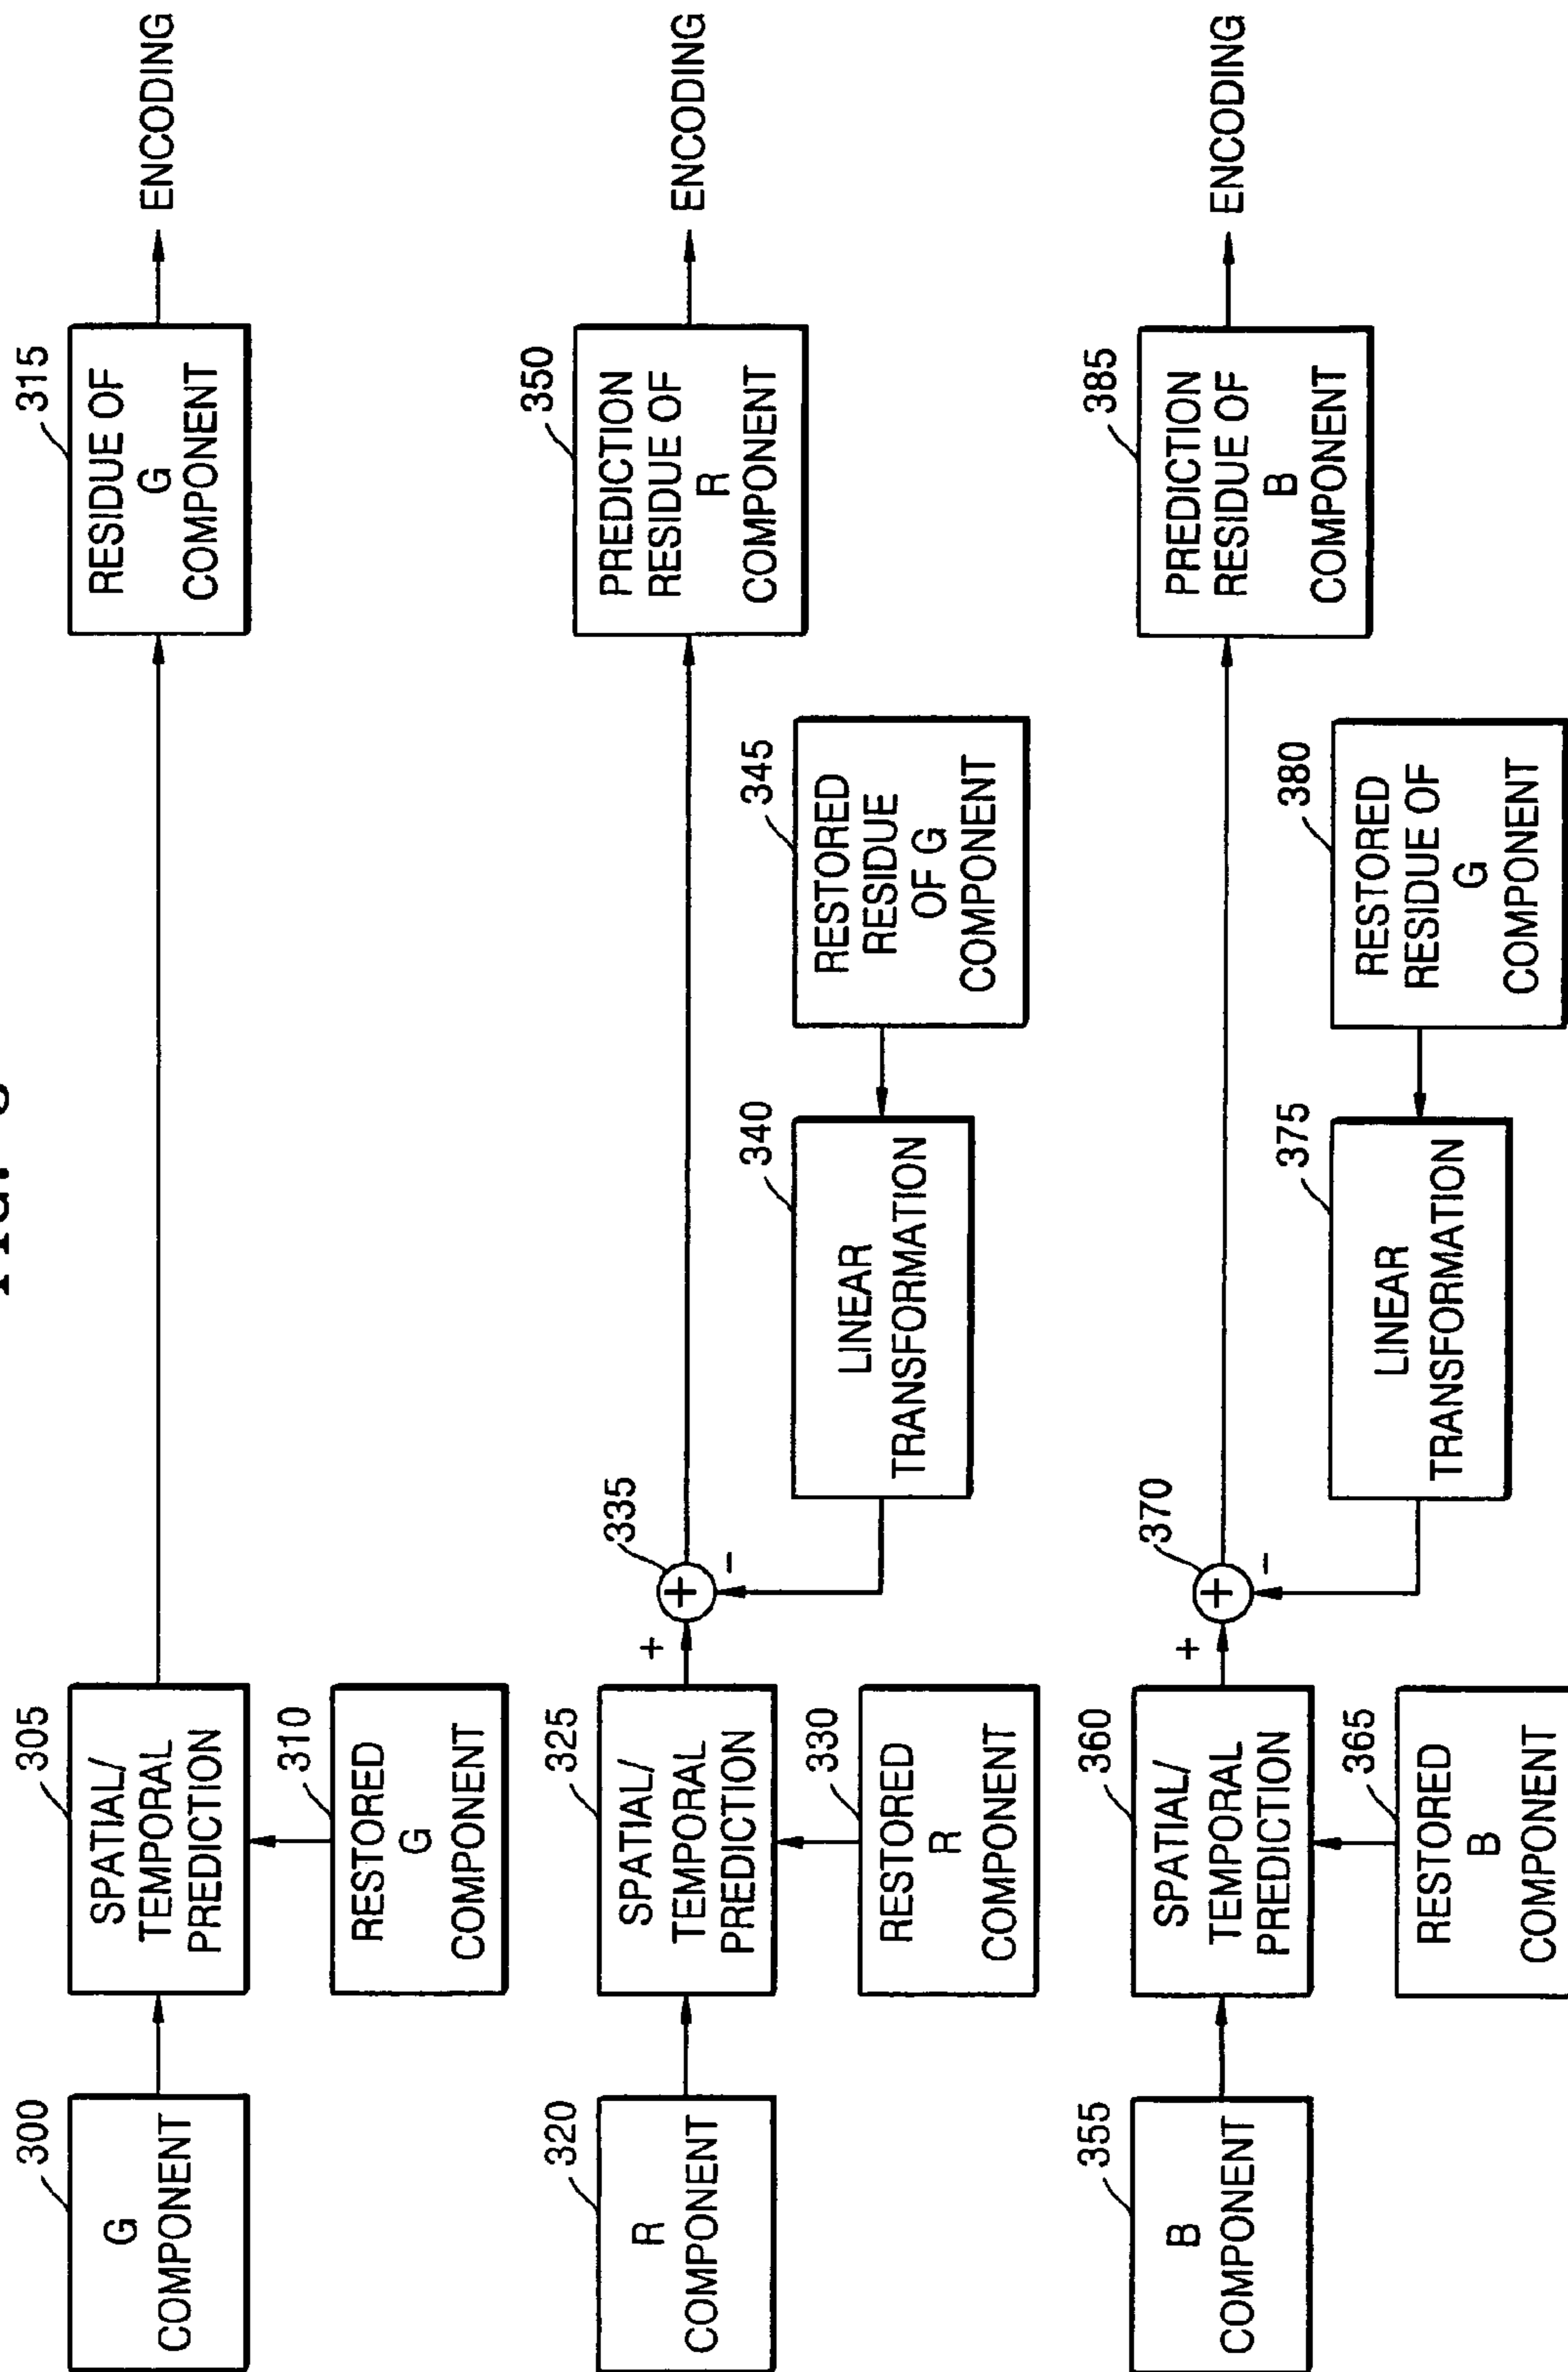 300
G
COMPONENT
305
SPATIAL/
TEMPORAL
PREDICTION
310
RESTORED
G
COMPONENT
315
RESIDUE OF
G
COMPONENT
ENCODING
320
R
COMPONENT
325
SPATIAL/
TEMPORAL
PREDICTION
330
RESTORED
R
COMPONENT
+
335
+
-
340
LINEAR
TRANSFORMATION
345
RESTORED
RESIDUE
OF G
COMPONENT
350
PREDICTION
RESIDUE OF
R
COMPONENT
ENCODING
355
B
COMPONENT
360
SPATIAL/
TEMPORAL
PREDICTION
365
RESTORED
B
COMPONENT
+
370
+
-
375
LINEAR
TRANSFORMATION
380
RESTORED
RESIDUE OF
G
COMPONENT
385
PREDICTION
RESIDUE OF
B
COMPONENT
ENCODING